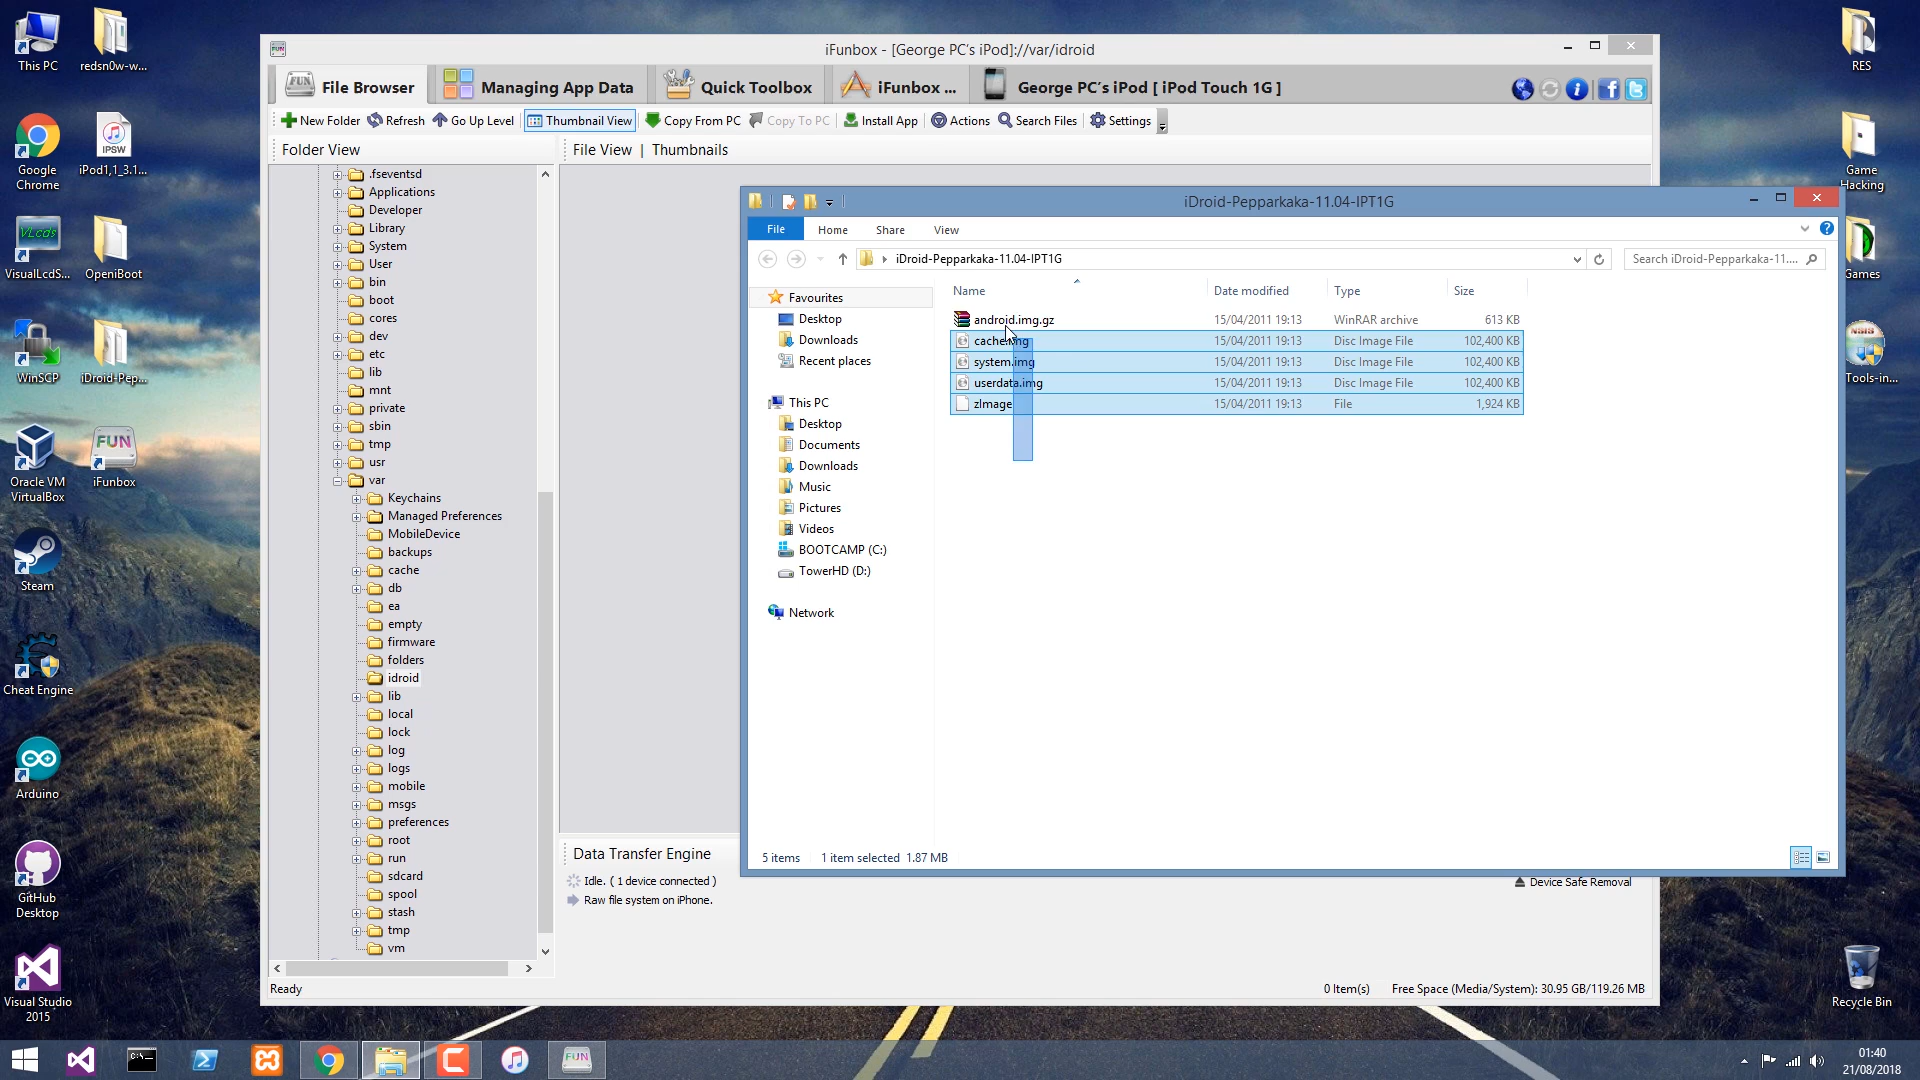 This PC
redsn0w-w...
Google
Chrome
iPod1,1_3.1...
VisualLcdS...
OpeniBoot
WinSCP
iDroid-Pep...
Oracle VM
VirtualBox
iFunbox
Steam
Cheat Engine
Arduino
GitHub
Desktop
Visual Studio
2015
RES
Game
Hacking
Games
Tools-in...
Recycle Bin
iFunbox - [George PC's iPod]://var/idroid
File Browser
Managing App Data
Quick Toolbox
iFunbox ...
George PC's iPod [ iPod Touch 1G ]
New Folder
Refresh
Go Up Level
Thumbnail View
Copy From PC
Copy To PC
Install App
Actions
Search Files
Settings
Folder View
File View | Thumbnails
.fseventsd
Applications
Developer
Library
System
User
bin
boot
cores
dev
etc
lib
mnt
private
sbin
tmp
usr
var
Keychains
Managed Preferences
MobileDevice
backups
cache
db
ea
empty
firmware
folders
idroid
lib
local
lock
log
logs
mobile
msgs
preferences
root
run
sdcard
spool
stash
tmp
vm
iDroid-Pepparkaka-11.04-IPT1G
File
Home
Share
View
iDroid-Pepparkaka-11.04-IPT1G
Search iDroid-Pepparkaka-11....
Favourites
Desktop
Downloads
Recent places
This PC
Desktop
Documents
Downloads
Music
Pictures
Videos
BOOTCAMP (C:)
TowerHD (D:)
Network
Name Date modified Type Size
android.img.gz 15/04/2011 19:13 WinRAR archive 613 KB
cache.img 15/04/2011 19:13 Disc Image File 102,400 KB
system.img 15/04/2011 19:13 Disc Image File 102,400 KB
userdata.img 15/04/2011 19:13 Disc Image File 102,400 KB
zImage 15/04/2011 19:13 File 1,924 KB
5 items 1 item selected 1.87 MB
Data Transfer Engine
Idle. ( 1 device connected )
Raw file system on iPhone.
Device Safe Removal
Ready
0 Item(s)
Free Space (Media/System): 30.95 GB/119.26 MB
01:40
21/08/2018